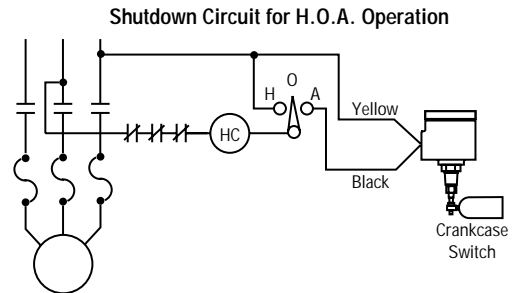 Shutdown Circuit for H.O.A. Operation
O
H A
HC
Yellow
Black
Crankcase
Switch